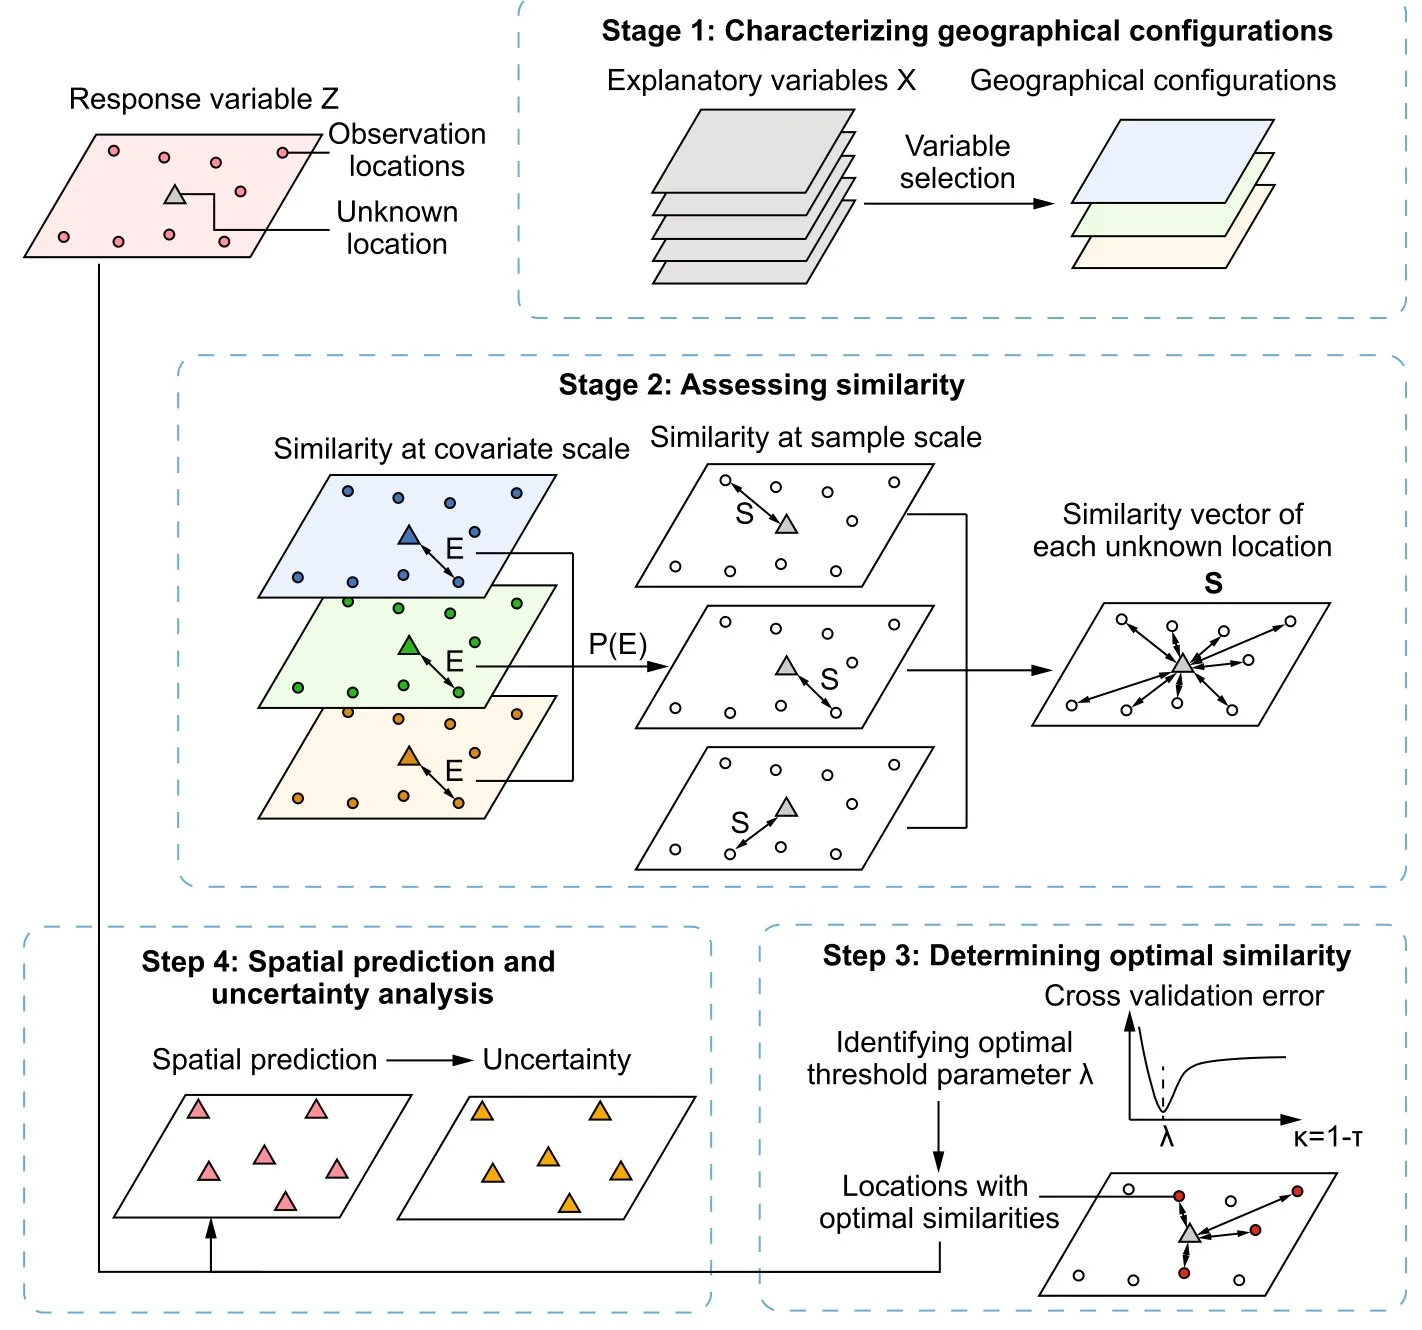 Stage 1: Characterizing geographical configurations
Explanatory variables X
Geographical configurations
Variable
selection
Response variable Z
Observation
locations
Unknown
location
Stage 2: Assessing similarity
Similarity at covariate scale
Similarity at sample scale
E
E
E
P(E)
S
S
S
Similarity vector of
each unknown location
S
Step 4: Spatial prediction and
uncertainty analysis
Spatial prediction
Uncertainty
Step 3: Determining optimal similarity
Cross validation error
Identifying optimal
threshold parameter λ
λ
κ=1-τ
Locations with
optimal similarities